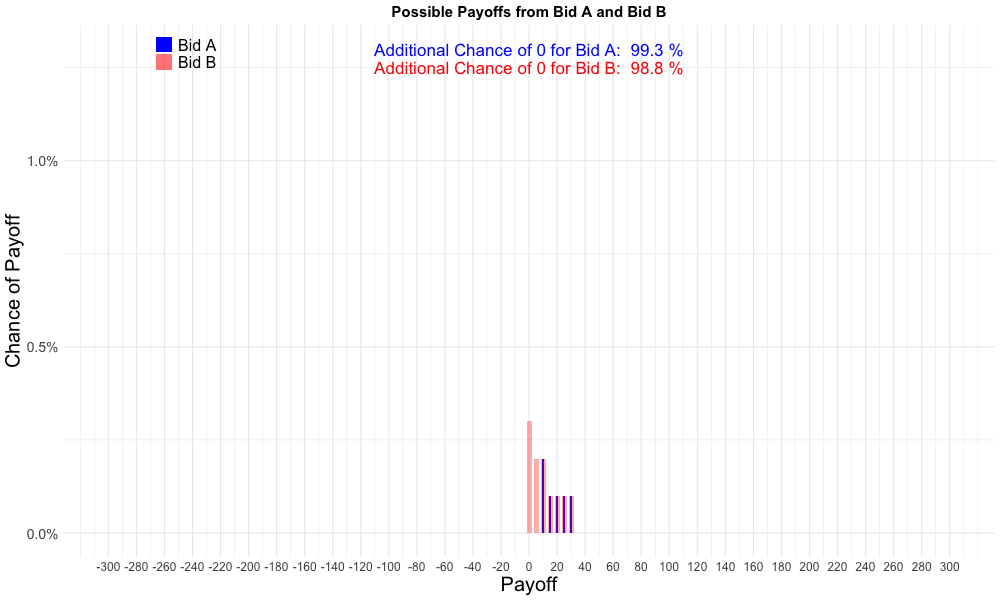 Possible Payoffs from Bid A and Bid B
Bid A
Bid B
Additional Chance of 0 for Bid A: 99.3 %
Additional Chance of 0 for Bid B: 98.8 %
Chance of Payoff
1.0%
0.5%
0.0%
-300 -280 -260 -240 -220 -200 -180 -160 -140 -120 -100 -80 -60 -40 -20 0 20 40 60 80 100 120 140 160 180 200 220 240 260 280 300
Payoff